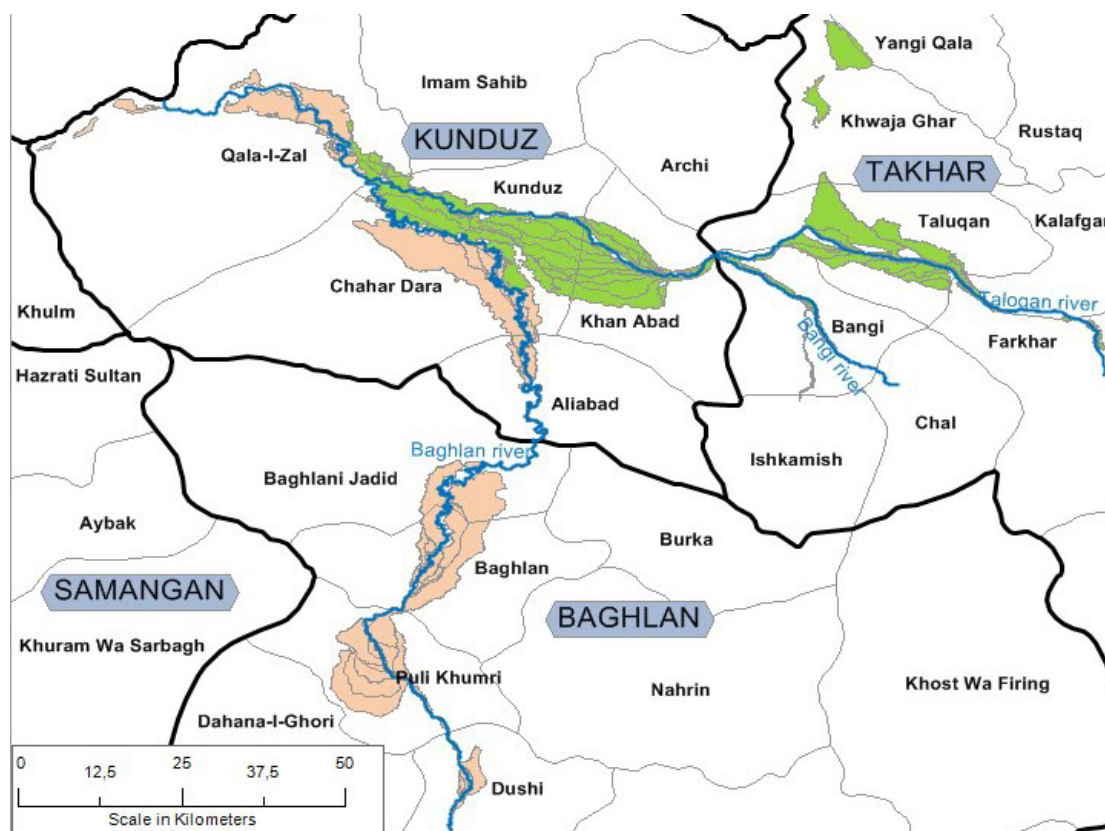 Yangi Qala
Imam Sahib
Khwaja Ghar
Rustaq
KUNDUZ
Qala-I-Zal
Archi
TAKHAR
Kunduz
Taluqan
Kalafgan
Chahar Dara
Khulm
Khan Abad
Bangi
Taloqan river
Farkhar
Bangi river
Hazrati Sultan
Aliabad
Chal
Baghlan river
Ishkamish
Baghlani Jadid
Aybak
Burka
Baghlan
SAMANGAN
BAGHLAN
Khuram Wa Sarbagh
Puli Khumri
Nahrin
Khost Wa Firing
Dahana-I-Ghori
Dushi
0 12,5 25 37,5 50
Scale in Kilometers